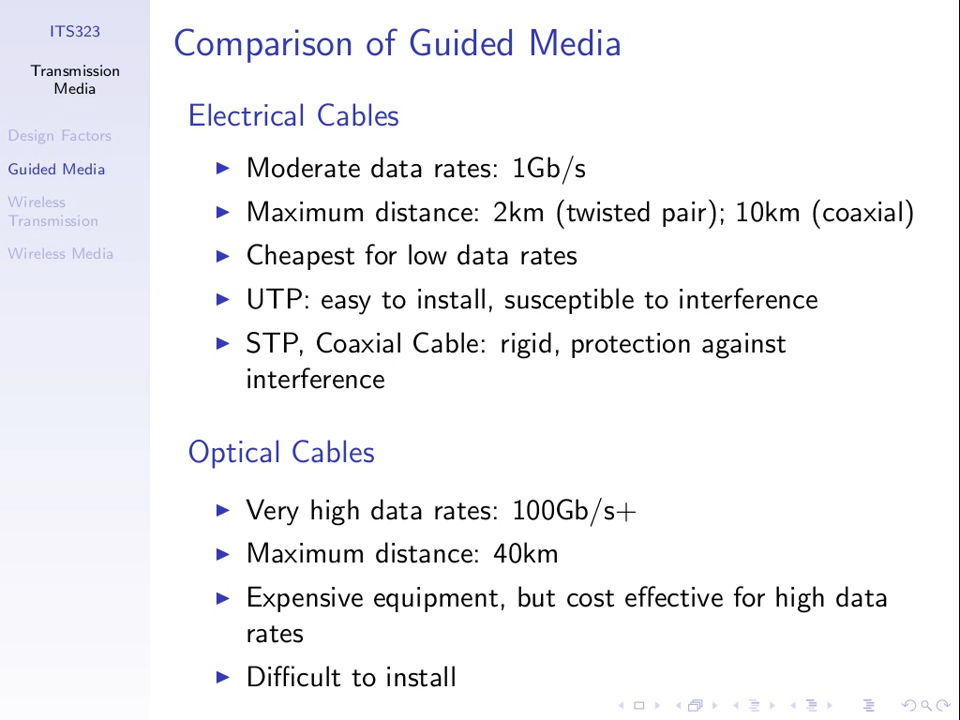 ITS323
Transmission
Media
Design Factors
Guided Media
Wireless
Transmission
Wireless Media
Comparison of Guided Media
Electrical Cables
Moderate data rates: 1Gb/s
Maximum distance: 2km (twisted pair); 10km (coaxial)
Cheapest for low data rates
UTP: easy to install, susceptible to interference
STP, Coaxial Cable: rigid, protection against
interference
Optical Cables
Very high data rates: 100Gb/s+
Maximum distance: 40km
Expensive equipment, but cost effective for high data
rates
Difficult to install